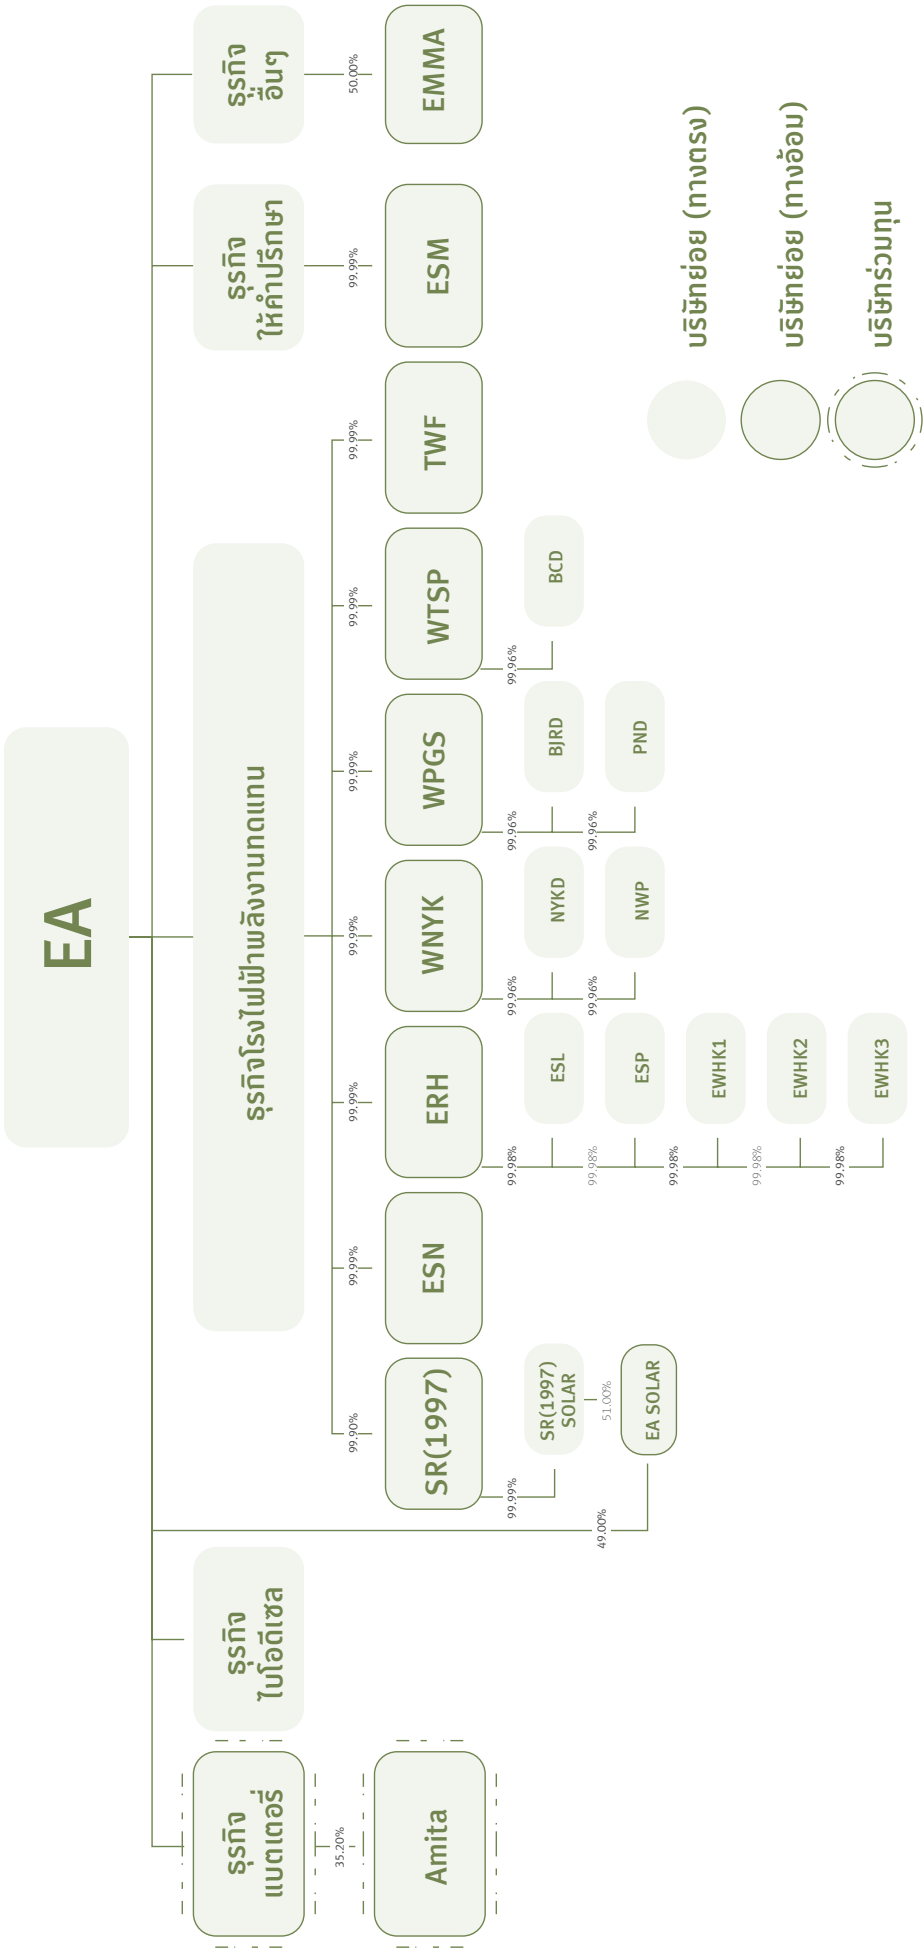 EA
ธุรกิจ
แบตเตอรี่
ธุรกิจ
ไบโอดีเซล
ธุรกิจโรงไฟฟ้าพลังงานทดแทน
ธุรกิจ
ให้คำปรึกษา
ธุรกิจ
อื่นๆ
35.20%
99.90%
99.99%
99.99%
99.99%
99.99%
99.99%
99.99%
99.99%
50.00%
Amita
SR(1997)
ESN
ERH
WNYK
WPGS
WTSP
TWF
ESM
EMMA
99.99%
99.98%
99.96%
99.96%
99.96%
SR(1997)
SOLAR
ESL
NYKD
BJRD
BCD
49.00%
51.00%
99.98%
99.96%
99.96%
EA SOLAR
ESP
NWP
PND
99.98%
EWHK1
99.98%
EWHK2
99.98%
EWHK3
บริษัทย่อย (ทางตรง)
บริษัทย่อย (ทางอ้อม)
บริษัทร่วมทุน